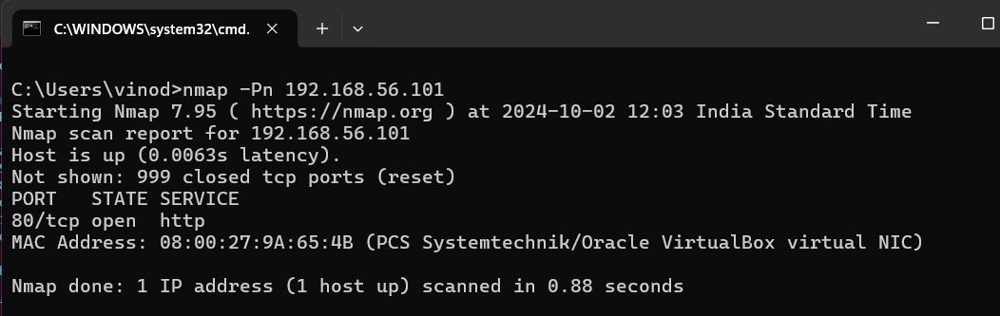 C:\WINDOWS\system32\cmd.
C:\Users\vinod>nmap -Pn 192.168.56.101
Starting Nmap 7.95 ( https://nmap.org ) at 2024-10-02 12:03 India Standard Time
Nmap scan report for 192.168.56.101
Host is up (0.0063s latency).
Not shown: 999 closed tcp ports (reset)
PORT   STATE SERVICE
80/tcp open  http
MAC Address: 08:00:27:9A:65:4B (PCS Systemtechnik/Oracle VirtualBox virtual NIC)
Nmap done: 1 IP address (1 host up) scanned in 0.88 seconds